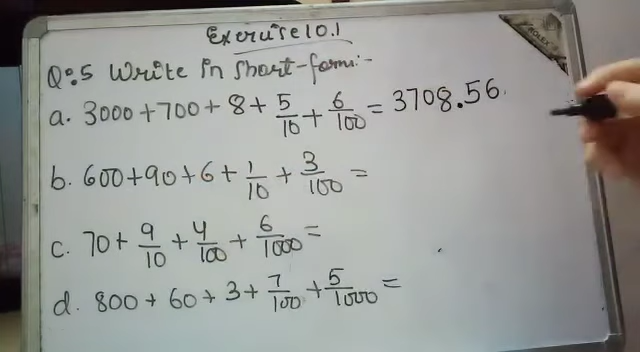 Exercise 10.1
Q:5 Write in short-form:-
a. 3000+700+8+5/10+6/100=3708.56.
b. 600+90+6+1/10+3/100=
c. 70+9/10+4/100+6/1000=
d. 800+60+3+7/100+5/1000=